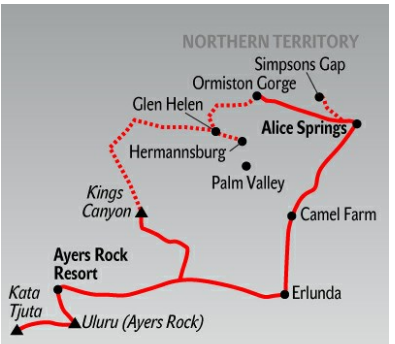 NORTHERN TERRITORY
Simpsons Gap
Ormiston Gorge
Glen Helen
Alice Springs
Hermannsburg
Palm Valley
Kings
Canyon
Camel Farm
Ayers Rock
Resort
Kata
Tjuta
Erlunda
Uluru (Ayers Rock)